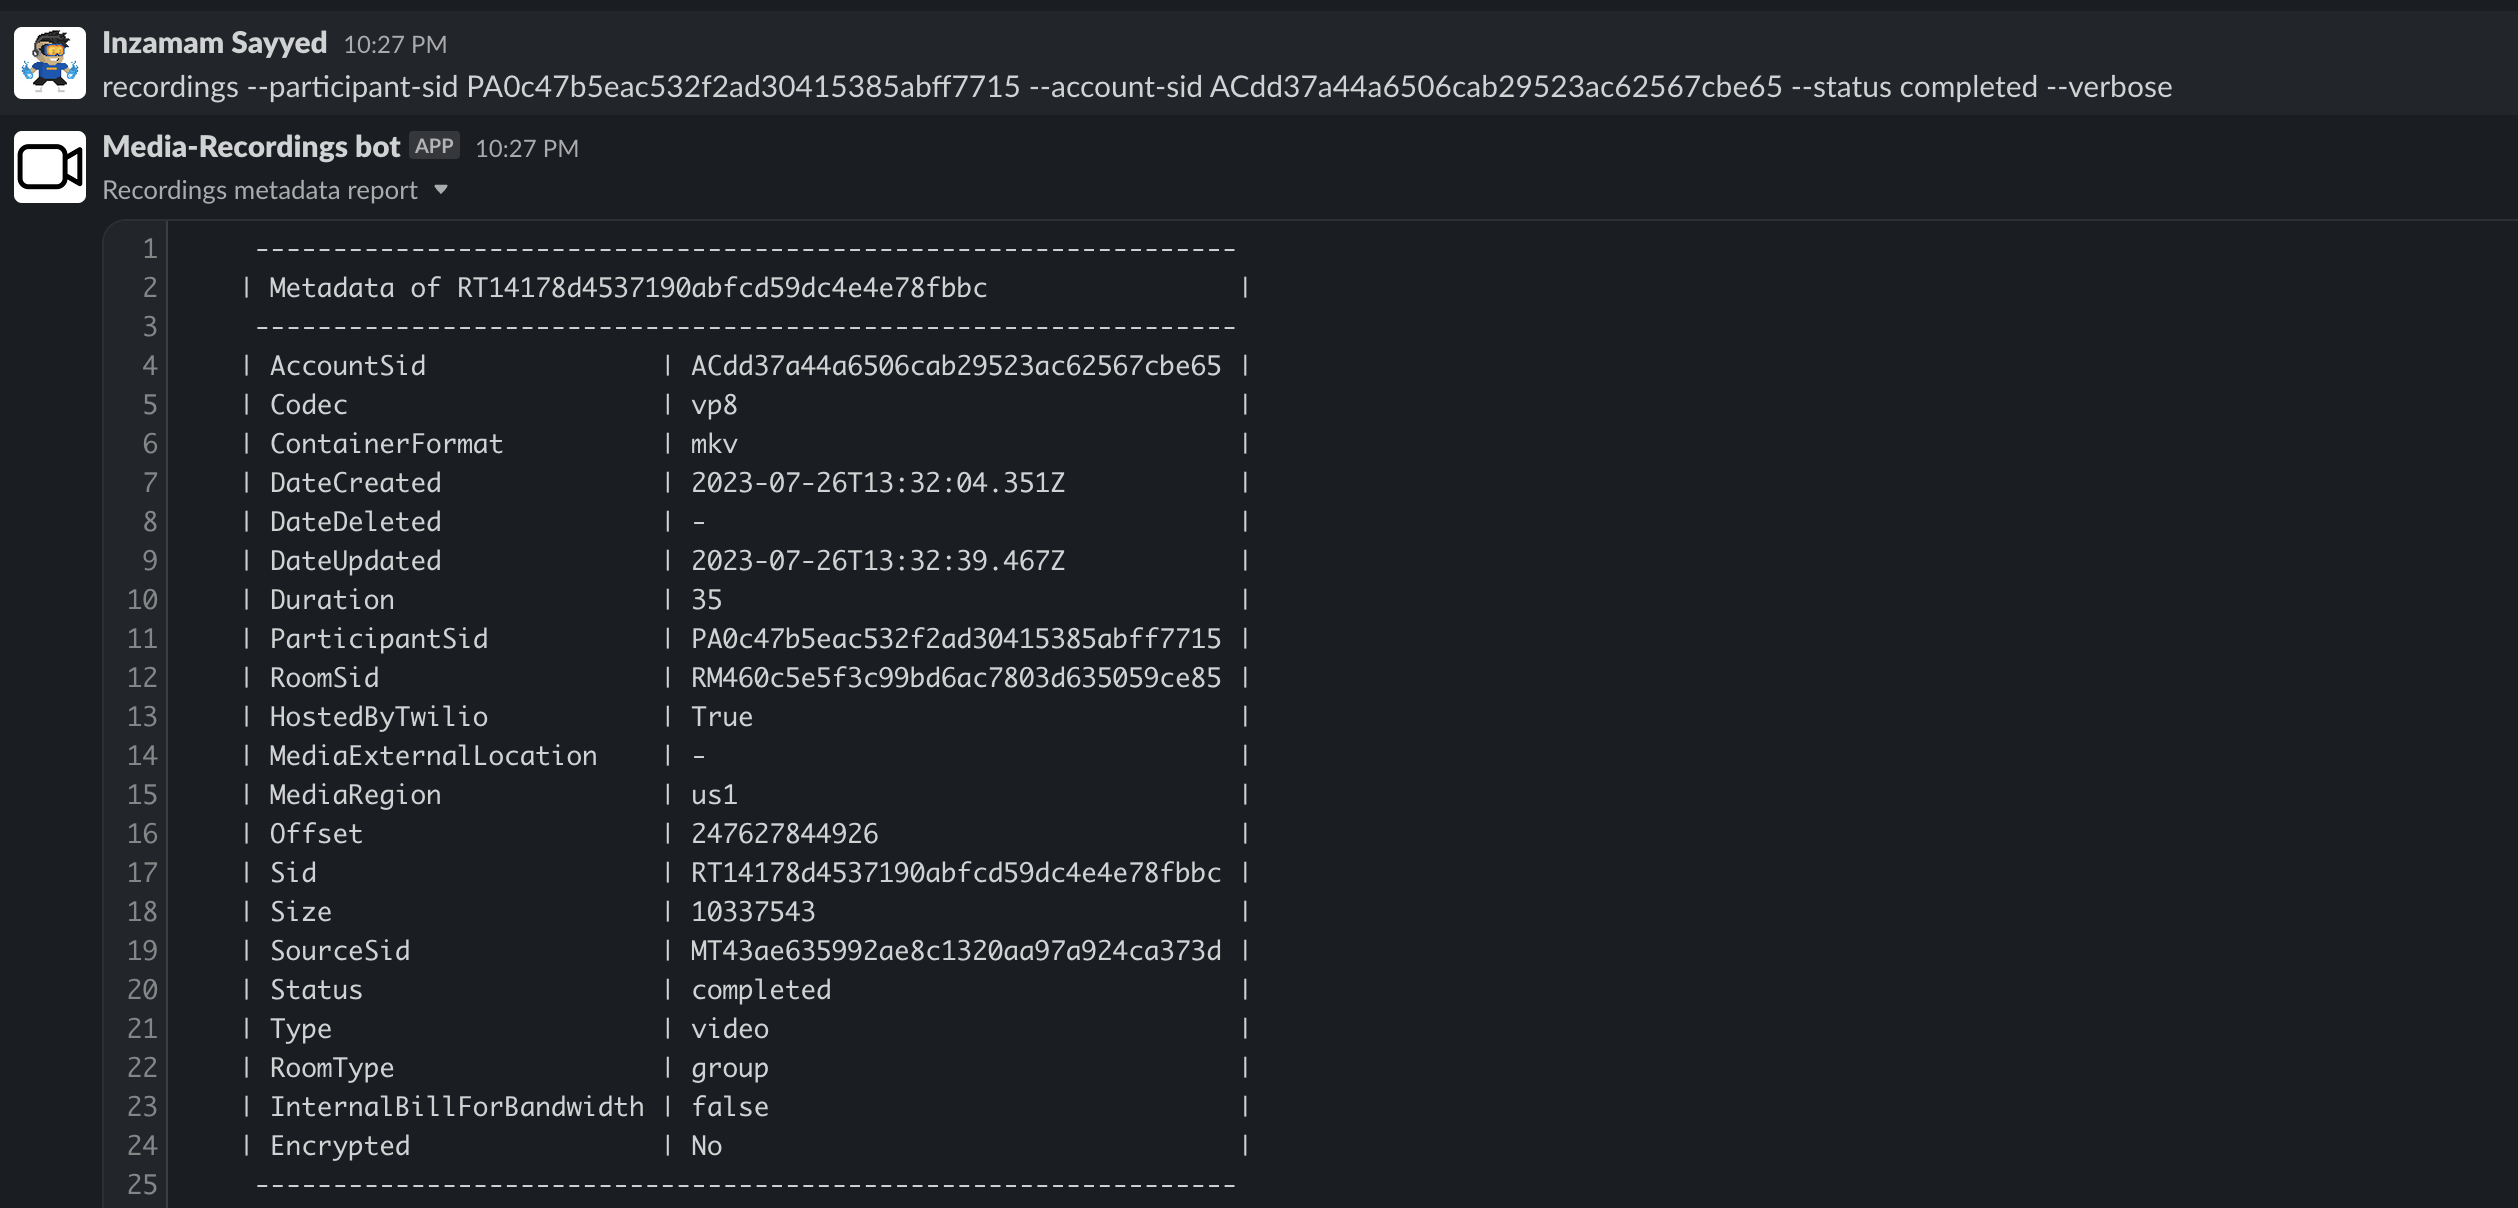 Inzamam Sayyed 10:27 PM
recordings --participant-sid PA0c47b5eac532f2ad30415385abff7715 --account-sid ACdd37a44a6506cab29523ac62567cbe65 --status completed --verbose
Media-Recordings bot APP 10:27 PM
Recordings metadata report
1 ---------------------------------------------------------------
2 | Metadata of RT14178d4537190abfcd59dc4e4e78fbbc |
3 ---------------------------------------------------------------
4 | AccountSid | ACdd37a44a6506cab29523ac62567cbe65 |
5 | Codec | vp8 |
6 | ContainerFormat | mkv |
7 | DateCreated | 2023-07-26T13:32:04.351Z |
8 | DateDeleted | - |
9 | DateUpdated | 2023-07-26T13:32:39.467Z |
10 | Duration | 35 |
11 | ParticipantSid | PA0c47b5eac532f2ad30415385abff7715 |
12 | RoomSid | RM460c5e5f3c99bd6ac7803d635059ce85 |
13 | HostedByTwilio | True |
14 | MediaExternalLocation | - |
15 | MediaRegion | us1 |
16 | Offset | 247627844926 |
17 | Sid | RT14178d4537190abfcd59dc4e4e78fbbc |
18 | Size | 10337543 |
19 | SourceSid | MT43ae635992ae8c1320aa97a924ca373d |
20 | Status | completed |
21 | Type | video |
22 | RoomType | group |
23 | InternalBillForBandwidth | false |
24 | Encrypted | No |
25 ---------------------------------------------------------------